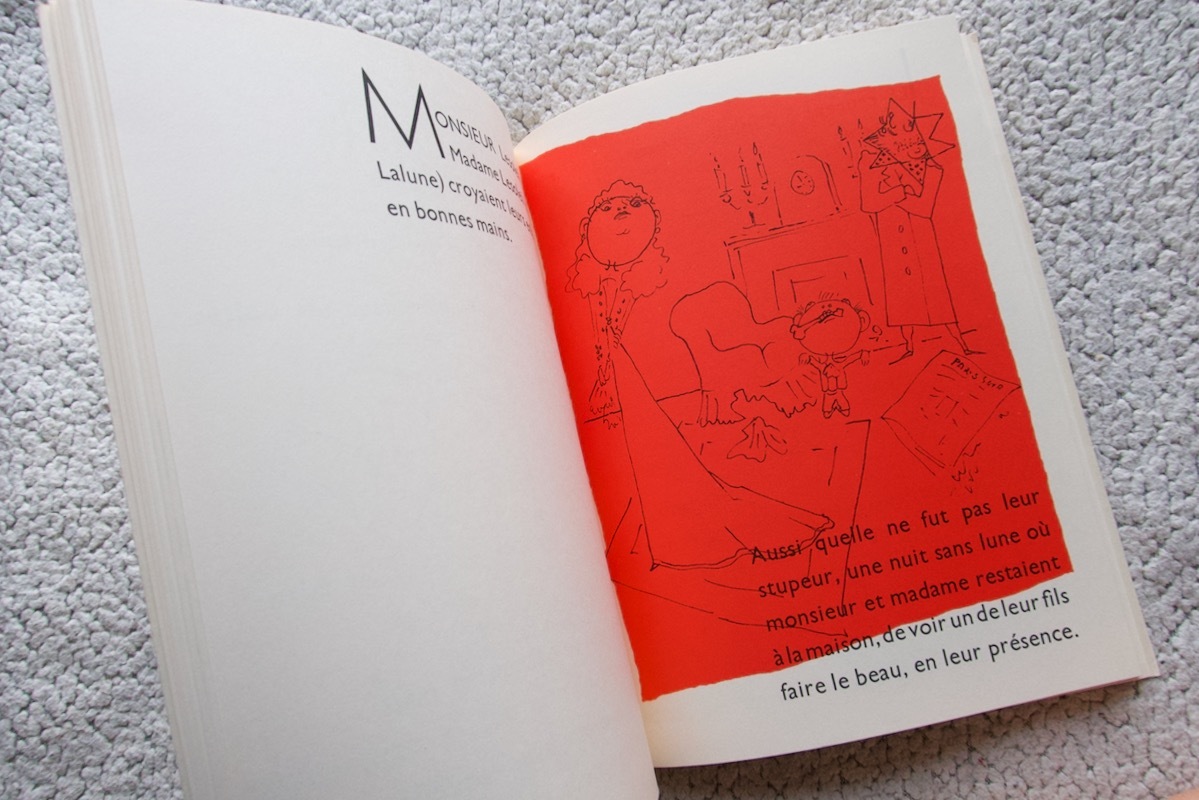 MONSIEUR
Madame
Lalune) croyaient leurs
en bonnes mains.
Aussi quelle ne fut pas leur
stupeur, une nuit sans lune où
monsieur et madame restaient
à la maison, de voir un de leur fils
faire le beau, en leur présence.